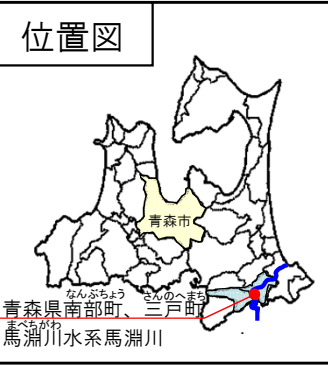 位置図
青森市
なんぶちょう さんのへまち
青森県南部町、三戸町
まべちがわ
馬淵川水系馬淵川